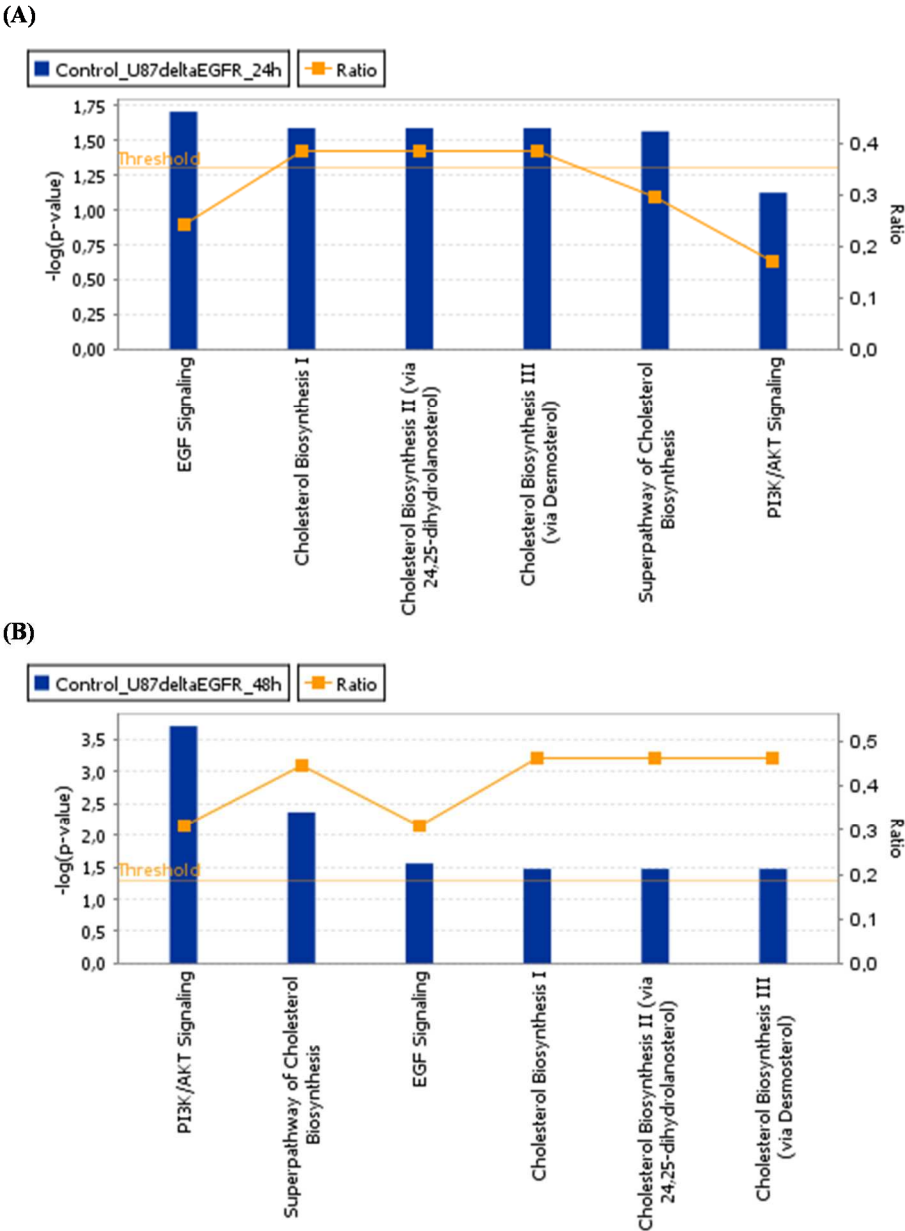 (A)
Control_U87deltaEGFR_24h
Ratio
1,75
1,50
1,25
1,00
0,75
0,50
0,25
0,00
-log(p-value)
Threshold
0.4
0.3
0.2
0.1
0.0
Ratio
EGF Signaling
Cholesterol Biosynthesis I
Cholesterol Biosynthesis II (via
24,25-dihydrolanosterol)
Cholesterol Biosynthesis III
(via Desmosterol)
Superpathway of Cholesterol
Biosynthesis
PI3K/AKT Signaling
(B)
Control_U87deltaEGFR_48h
Ratio
3,5
3,0
2,5
2,0
1,5
1,0
0,5
0,0
-log(p-value)
Threshold
0.5
0.4
0.3
0.2
0.1
0.0
Ratio
PI3K/AKT Signaling
Superpathway of Cholesterol
Biosynthesis
EGF Signaling
Cholesterol Biosynthesis I
Cholesterol Biosynthesis II (via
24,25-dihydrolanosterol)
Cholesterol Biosynthesis III
(via Desmosterol)